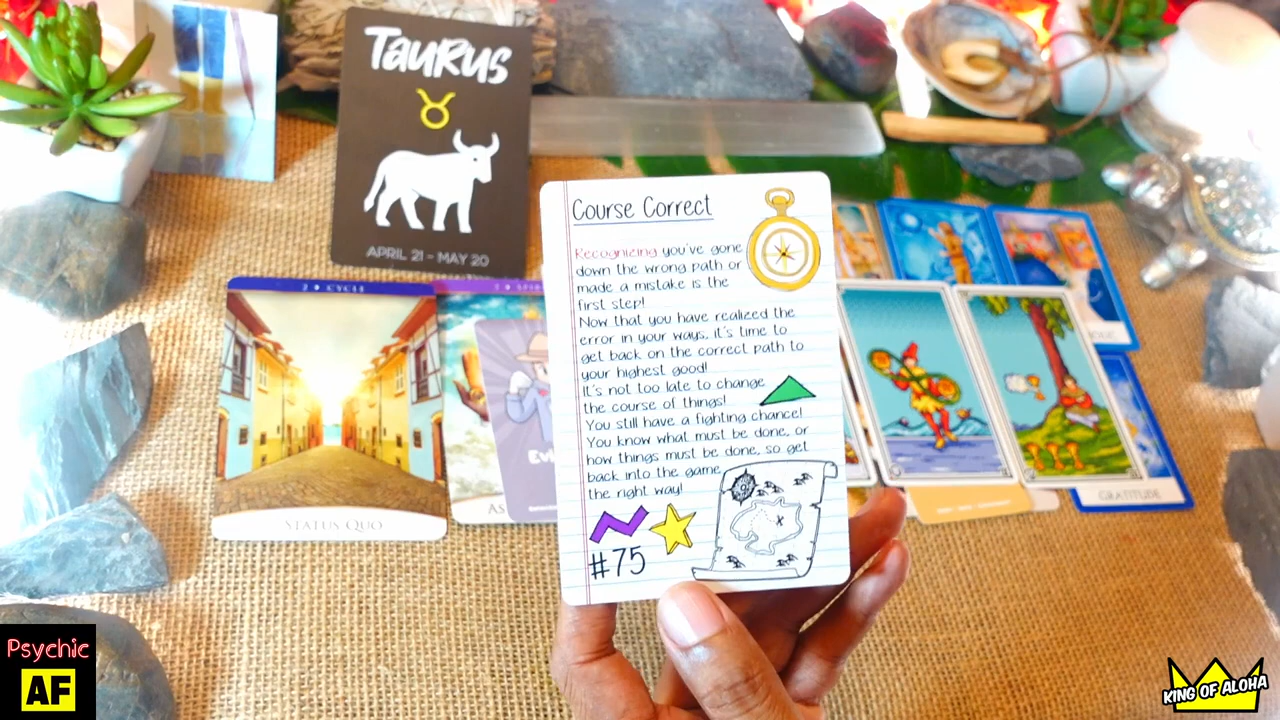 Taurus
APRIL 21 - MAY 20
2 CYCLE
STATUS QUO
AS
Course Correct
Recognizing you've gone
down the wrong path or
made a mistake is the
first step!
Now that you have realized the
error in your ways, it's time to
get back on the correct path to
your highest good!
it's not too late to change
the course of things!
You still have a fighting chance!
You know what must be done, or
how things must be done, so get
back into the game
the right way!
#75
GRATITUDE
Psychic
AF
KING OF ALOHA